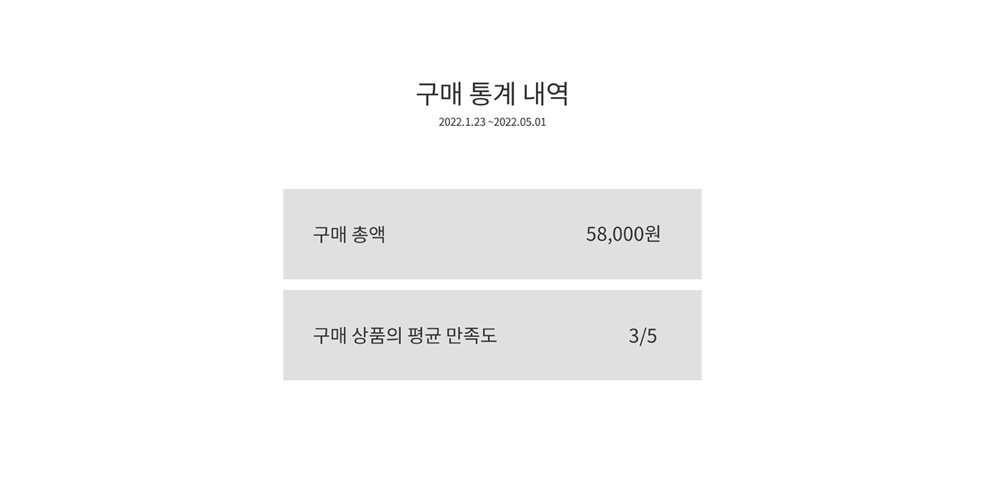 구매 통계 내역
2022.1.23 ~2022.05.01
구매 총액 58,000원
구매 상품의 평균 만족도 3/5